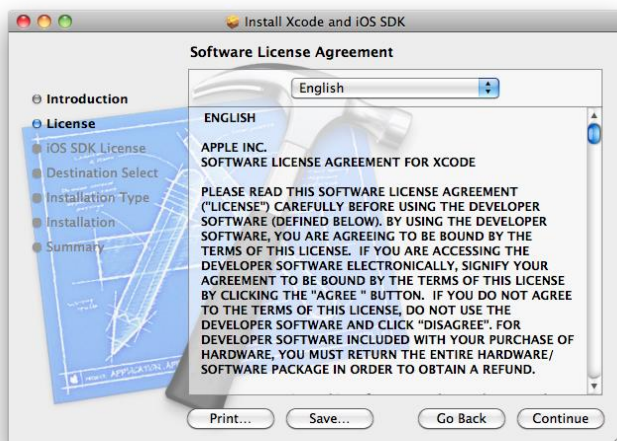 Install Xcode and iOS SDK
Software License Agreement
Introduction
License
iOS SDK License
Destination Select
Installation Type
Installation
Summary
English
ENGLISH
APPLE INC.
SOFTWARE LICENSE AGREEMENT FOR XCODE
PLEASE READ THIS SOFTWARE LICENSE AGREEMENT
("LICENSE") CAREFULLY BEFORE USING THE DEVELOPER
SOFTWARE (DEFINED BELOW). BY USING THE DEVELOPER
SOFTWARE, YOU ARE AGREEING TO BE BOUND BY THE
TERMS OF THIS LICENSE. IF YOU ARE ACCESSING THE
DEVELOPER SOFTWARE ELECTRONICALLY, SIGNIFY YOUR
AGREEMENT TO BE BOUND BY THE TERMS OF THIS LICENSE
BY CLICKING THE "AGREE " BUTTON. IF YOU DO NOT AGREE
TO THE TERMS OF THIS LICENSE, DO NOT USE THE
DEVELOPER SOFTWARE AND CLICK “DISAGREE”. FOR
DEVELOPER SOFTWARE INCLUDED WITH YOUR PURCHASE OF
HARDWARE, YOU MUST RETURN THE ENTIRE HARDWARE/
SOFTWARE PACKAGE IN ORDER TO OBTAIN A REFUND.
Print...
Save...
Go Back
Continue